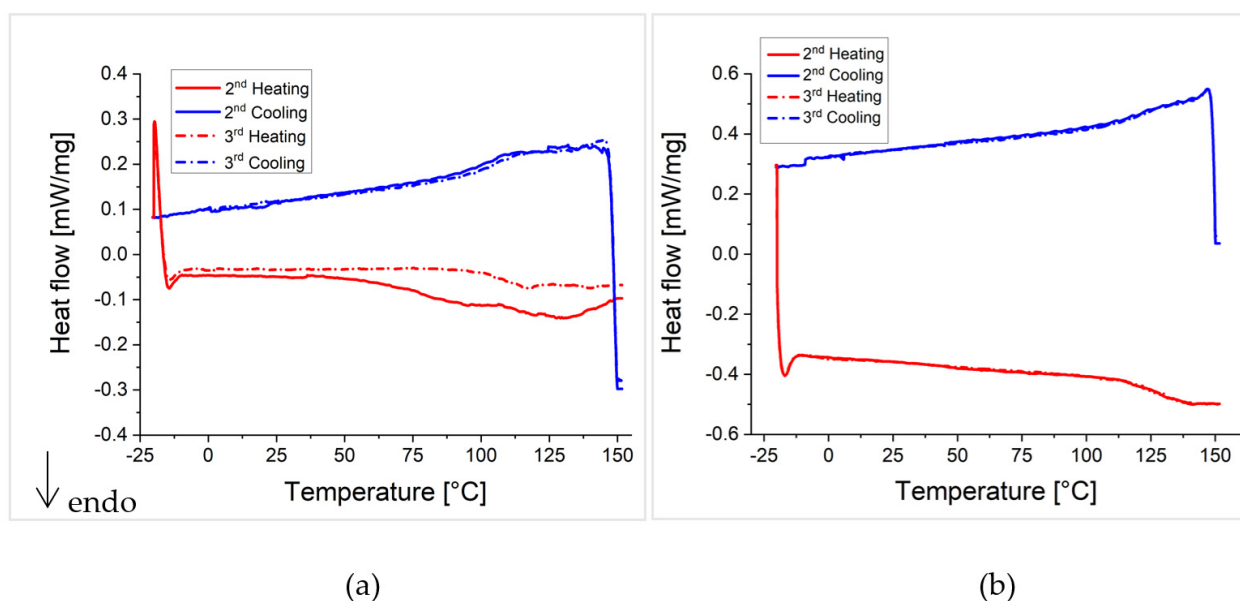 2nd Heating
2nd Cooling
3rd Heating
3rd Cooling
0.4
0.3
0.2
0.1
0.0
-0.1
-0.2
-0.3
-0.4
Heat flow [mW/mg]
-25 0 25 50 75 100 125 150
Temperature [°C]
endo
(a)
2nd Heating
2nd Cooling
3rd Heating
3rd Cooling
0.6
0.4
0.2
0.0
-0.2
-0.4
-0.6
Heat flow [mW/mg]
-25 0 25 50 75 100 125 150
Temperature [°C]
(b)